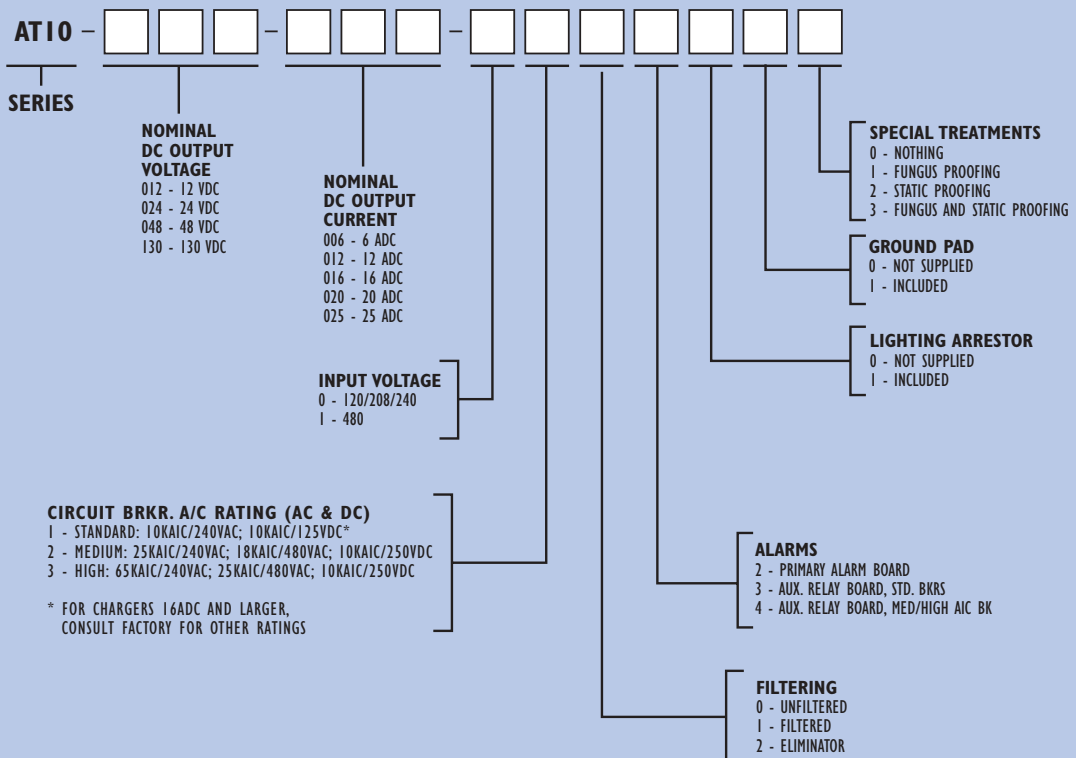 AT10 - - -
SERIES
NOMINAL
DC OUTPUT
VOLTAGE
012 - 12 VDC
024 - 24 VDC
048 - 48 VDC
130 - 130 VDC
NOMINAL
DC OUTPUT
CURRENT
006 - 6 ADC
012 - 12 ADC
016 - 16 ADC
020 - 20 ADC
025 - 25 ADC
INPUT VOLTAGE
0 - 120/208/240
1 - 480
CIRCUIT BRKR. A/C RATING (AC & DC)
1 - STANDARD: 10KAIC/240VAC; 10KAIC/125VDC*
2 - MEDIUM: 25KAIC/240VAC; 18KAIC/480VAC; 10KAIC/250VDC
3 - HIGH: 65KAIC/240VAC; 25KAIC/480VAC; 10KAIC/250VDC
* FOR CHARGERS 16ADC AND LARGER,
CONSULT FACTORY FOR OTHER RATINGS
SPECIAL TREATMENTS
0 - NOTHING
1 - FUNGUS PROOFING
2 - STATIC PROOFING
3 - FUNGUS AND STATIC PROOFING
GROUND PAD
0 - NOT SUPPLIED
1 - INCLUDED
LIGHTING ARRESTOR
0 - NOT SUPPLIED
1 - INCLUDED
ALARMS
2 - PRIMARY ALARM BOARD
3 - AUX. RELAY BOARD, STD. BKRS
4 - AUX. RELAY BOARD, MED/HIGH AIC BK
FILTERING
0 - UNFILTERED
1 - FILTERED
2 - ELIMINATOR